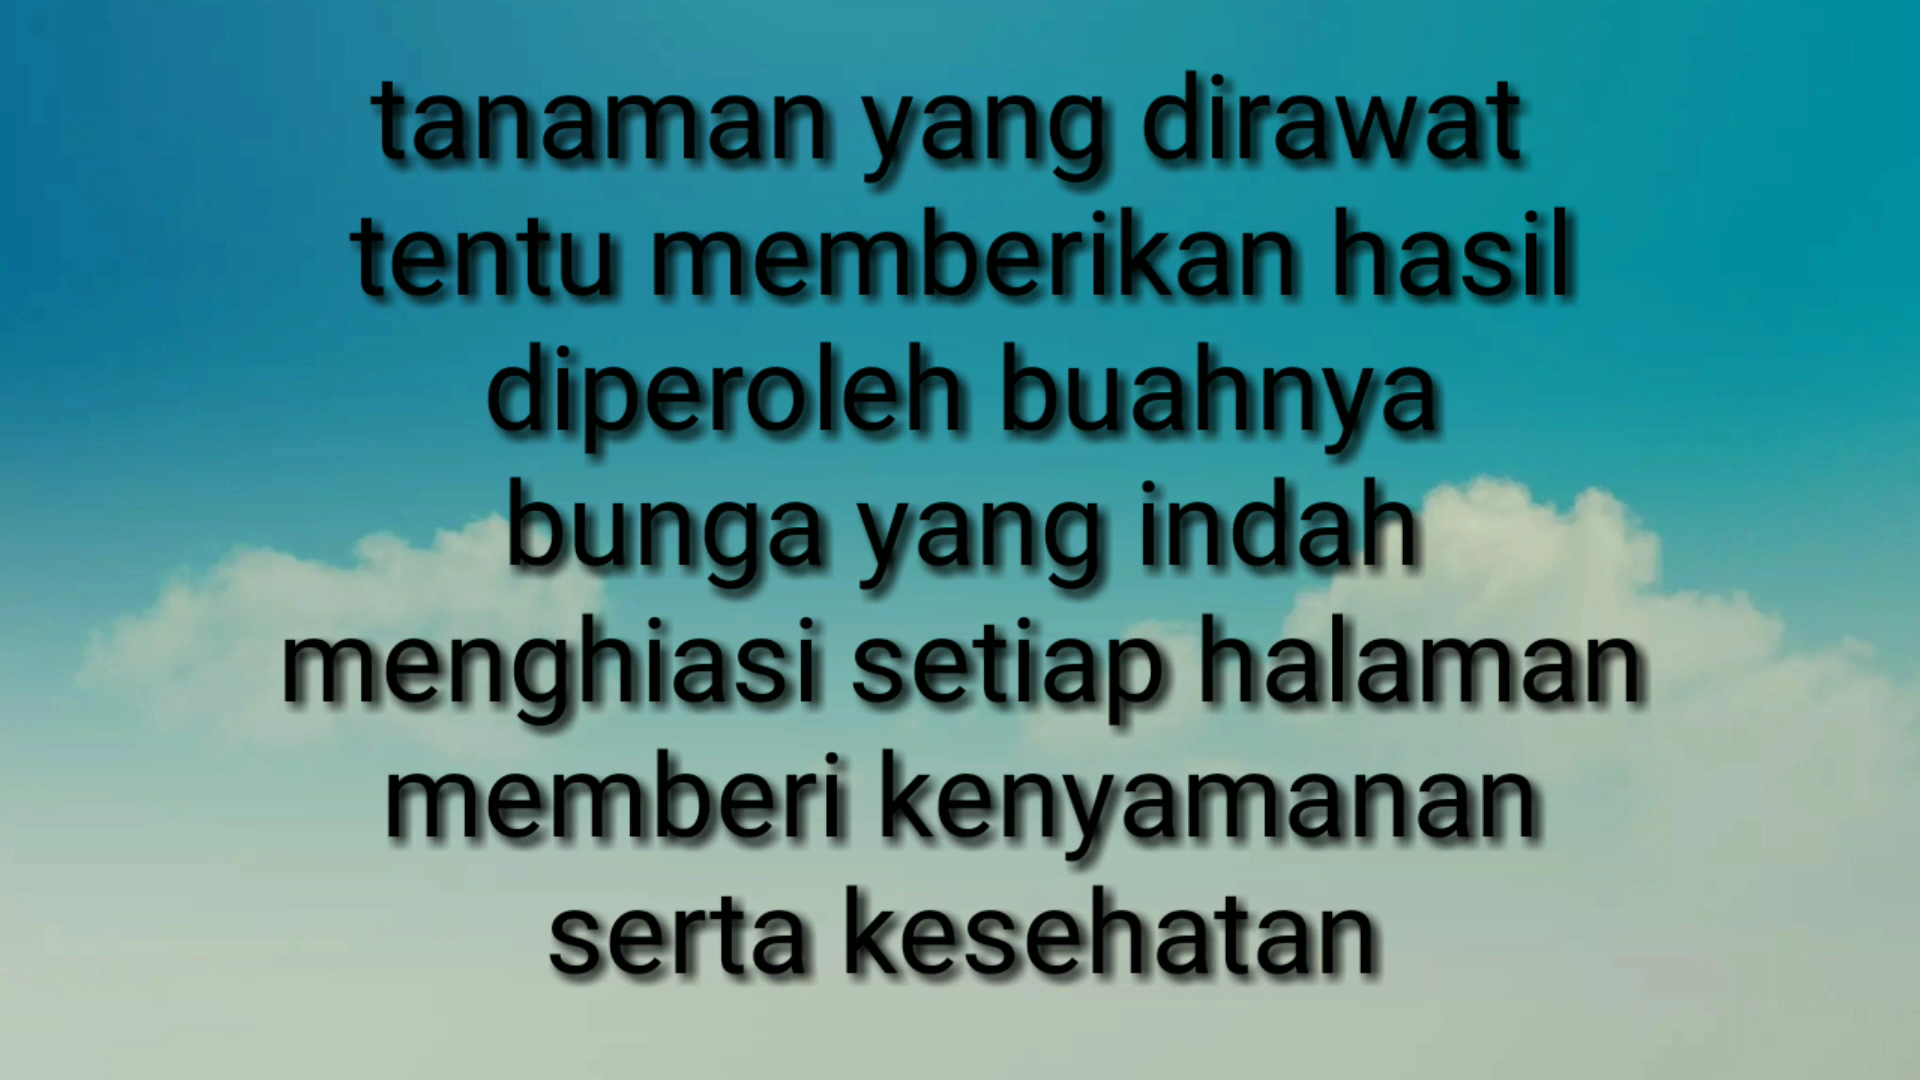 tanaman yang dirawat
tentu memberikan hasil
diperoleh buahnya
bunga yang indah
menghiasi setiap halaman
memberi kenyamanan
serta kesehatan